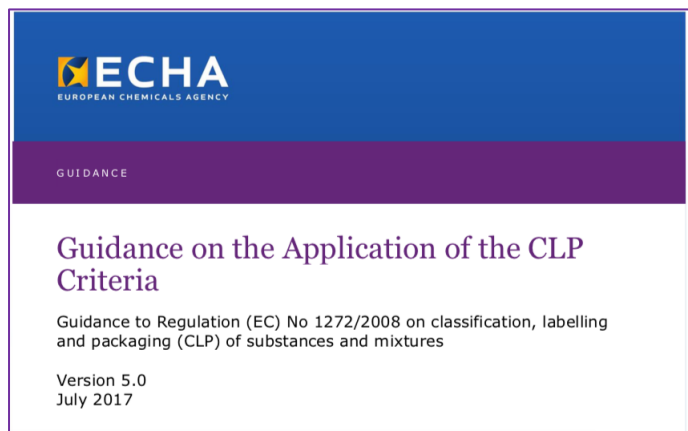 ECHA
EUROPEAN CHEMICALS AGENCY
GUIDANCE
Guidance on the Application of the CLP
Criteria
Guidance to Regulation (EC) No 1272/2008 on classification, labelling
and packaging (CLP) of substances and mixtures
Version 5.0
July 2017